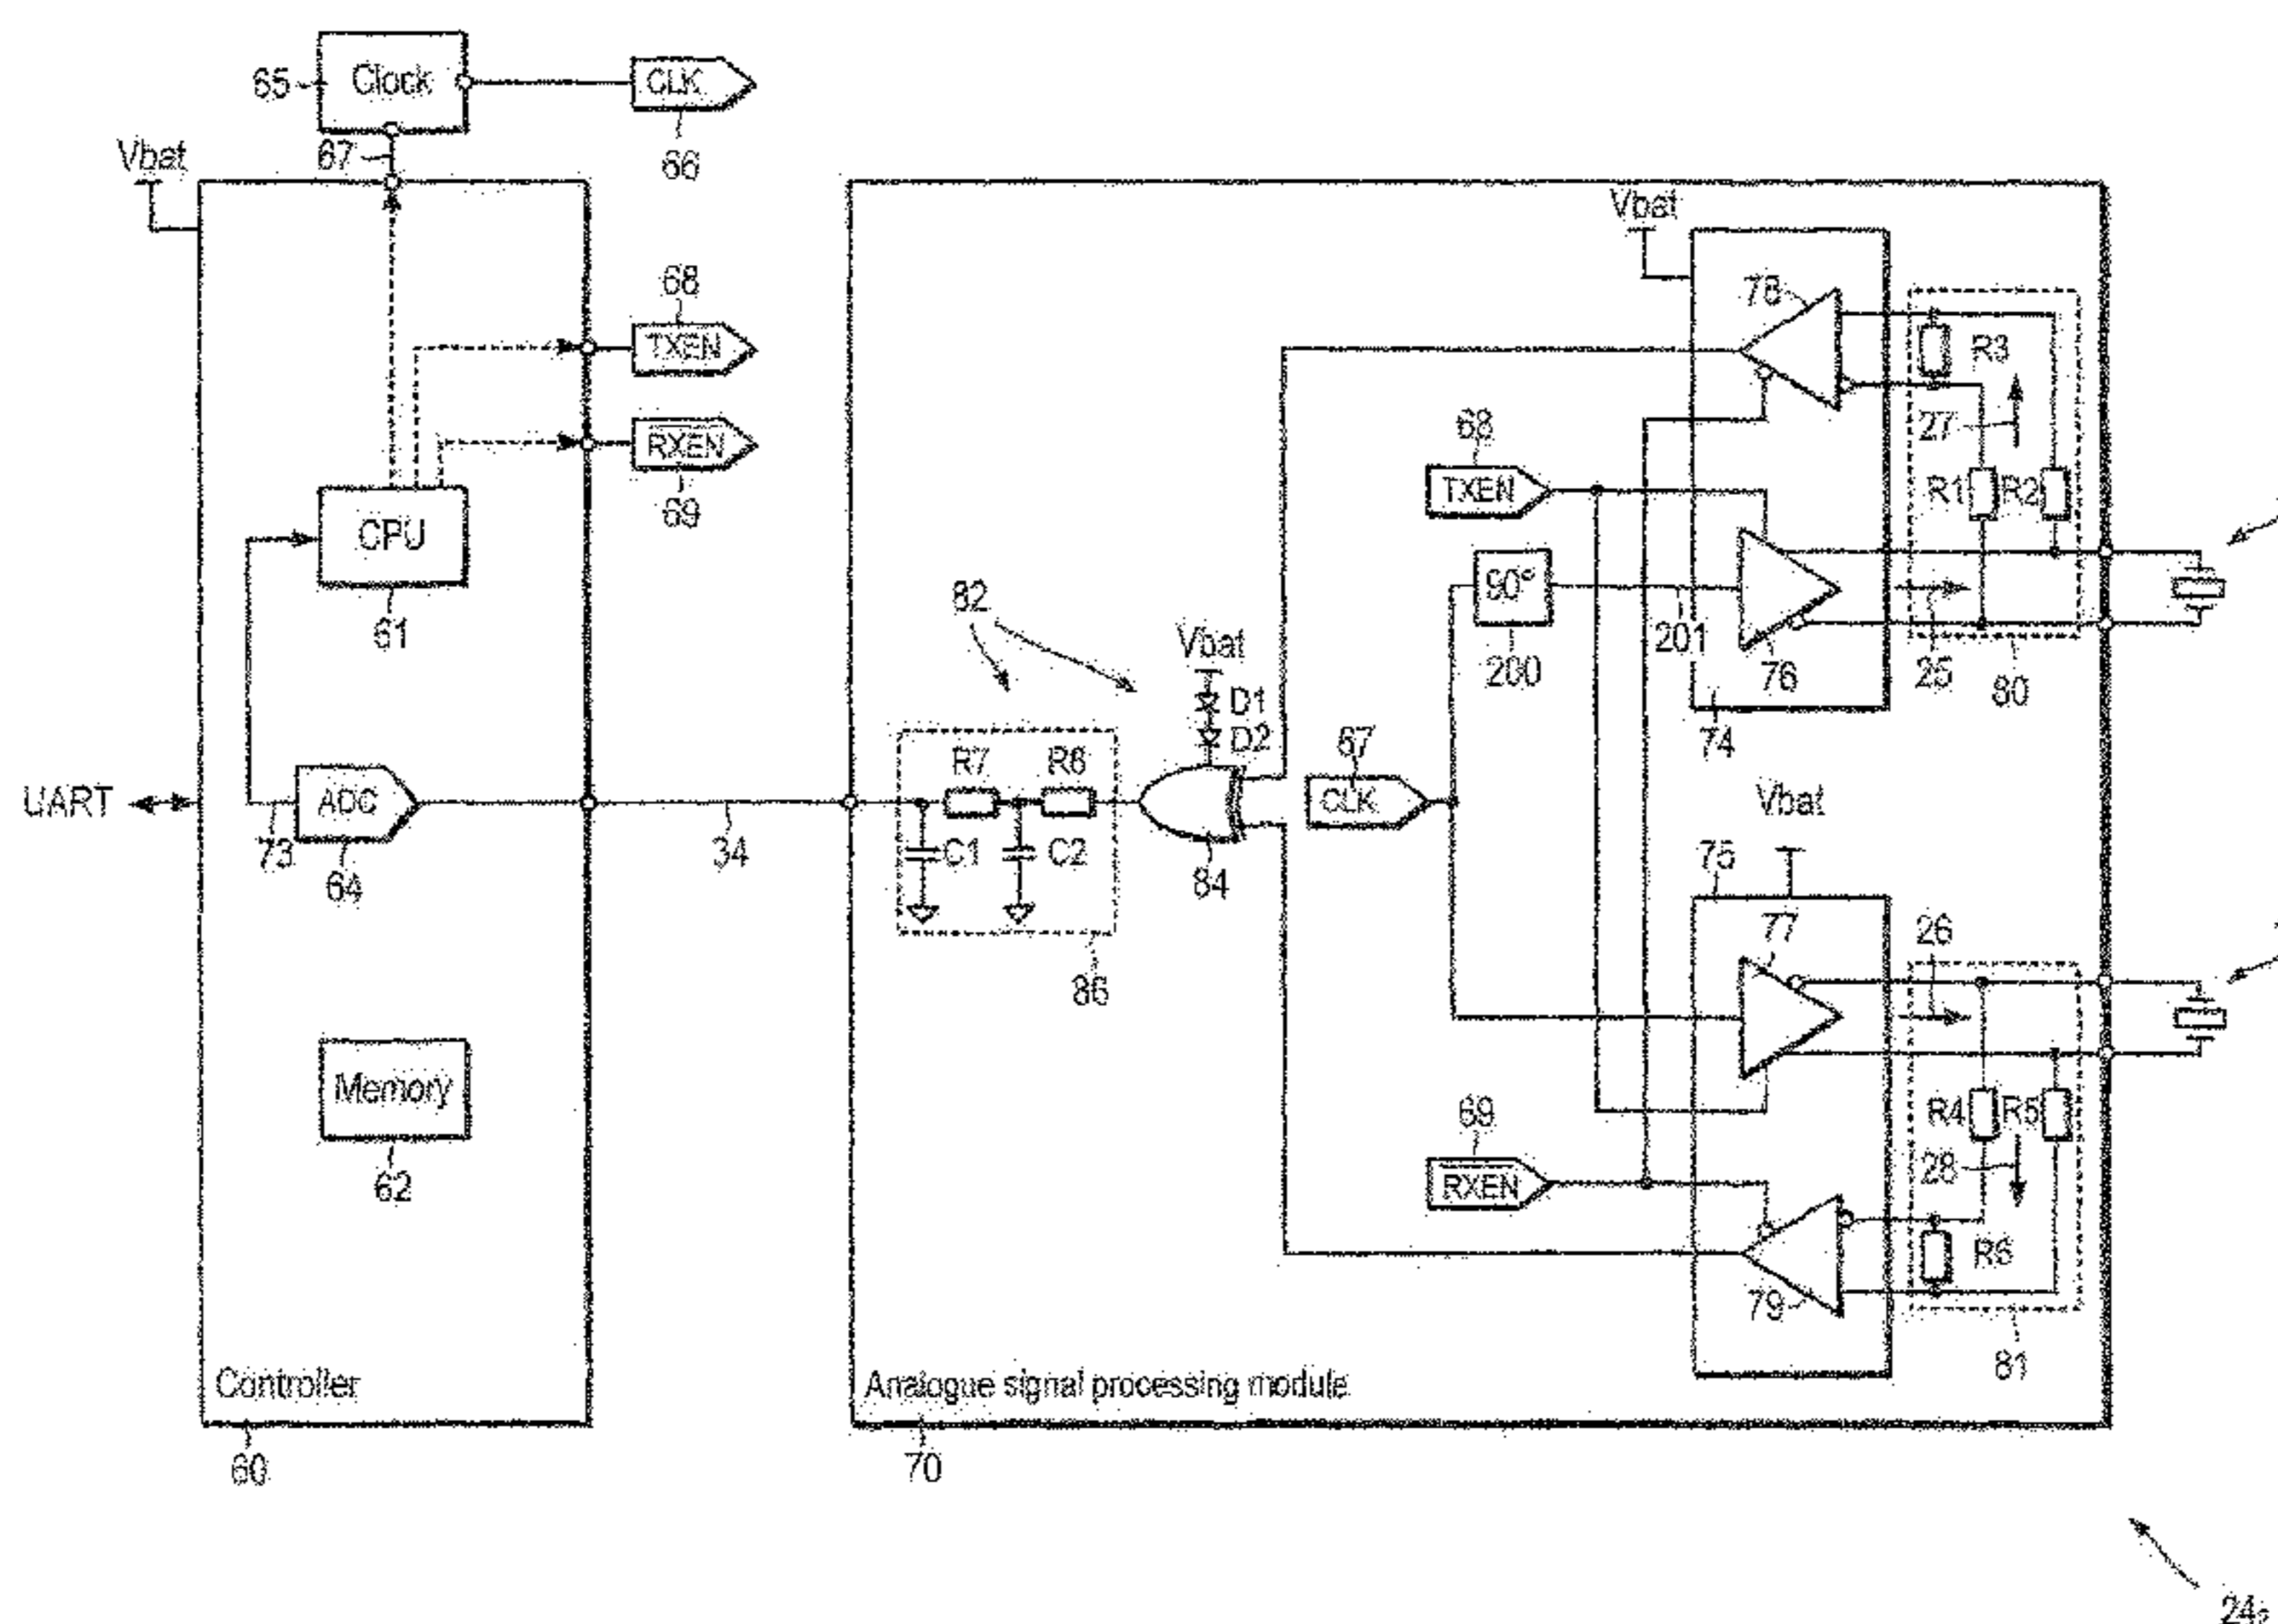 65
Clock
CLK
66
67
Vbat
68
TXEN
RXEN
69
CPU
61
UART
73
ADC
64
34
Memory
62
Controller
60
Vbat
78
R3
27
68
TXEN
R1
R2
90°
200
201
76
25
80
74
82
Vbat
D1
D2
R7
R6
C1
C2
84
86
67
CLK
Vbat
75
77
26
R4
R5
28
69
RXEN
R6
79
81
Analogue signal processing module
70